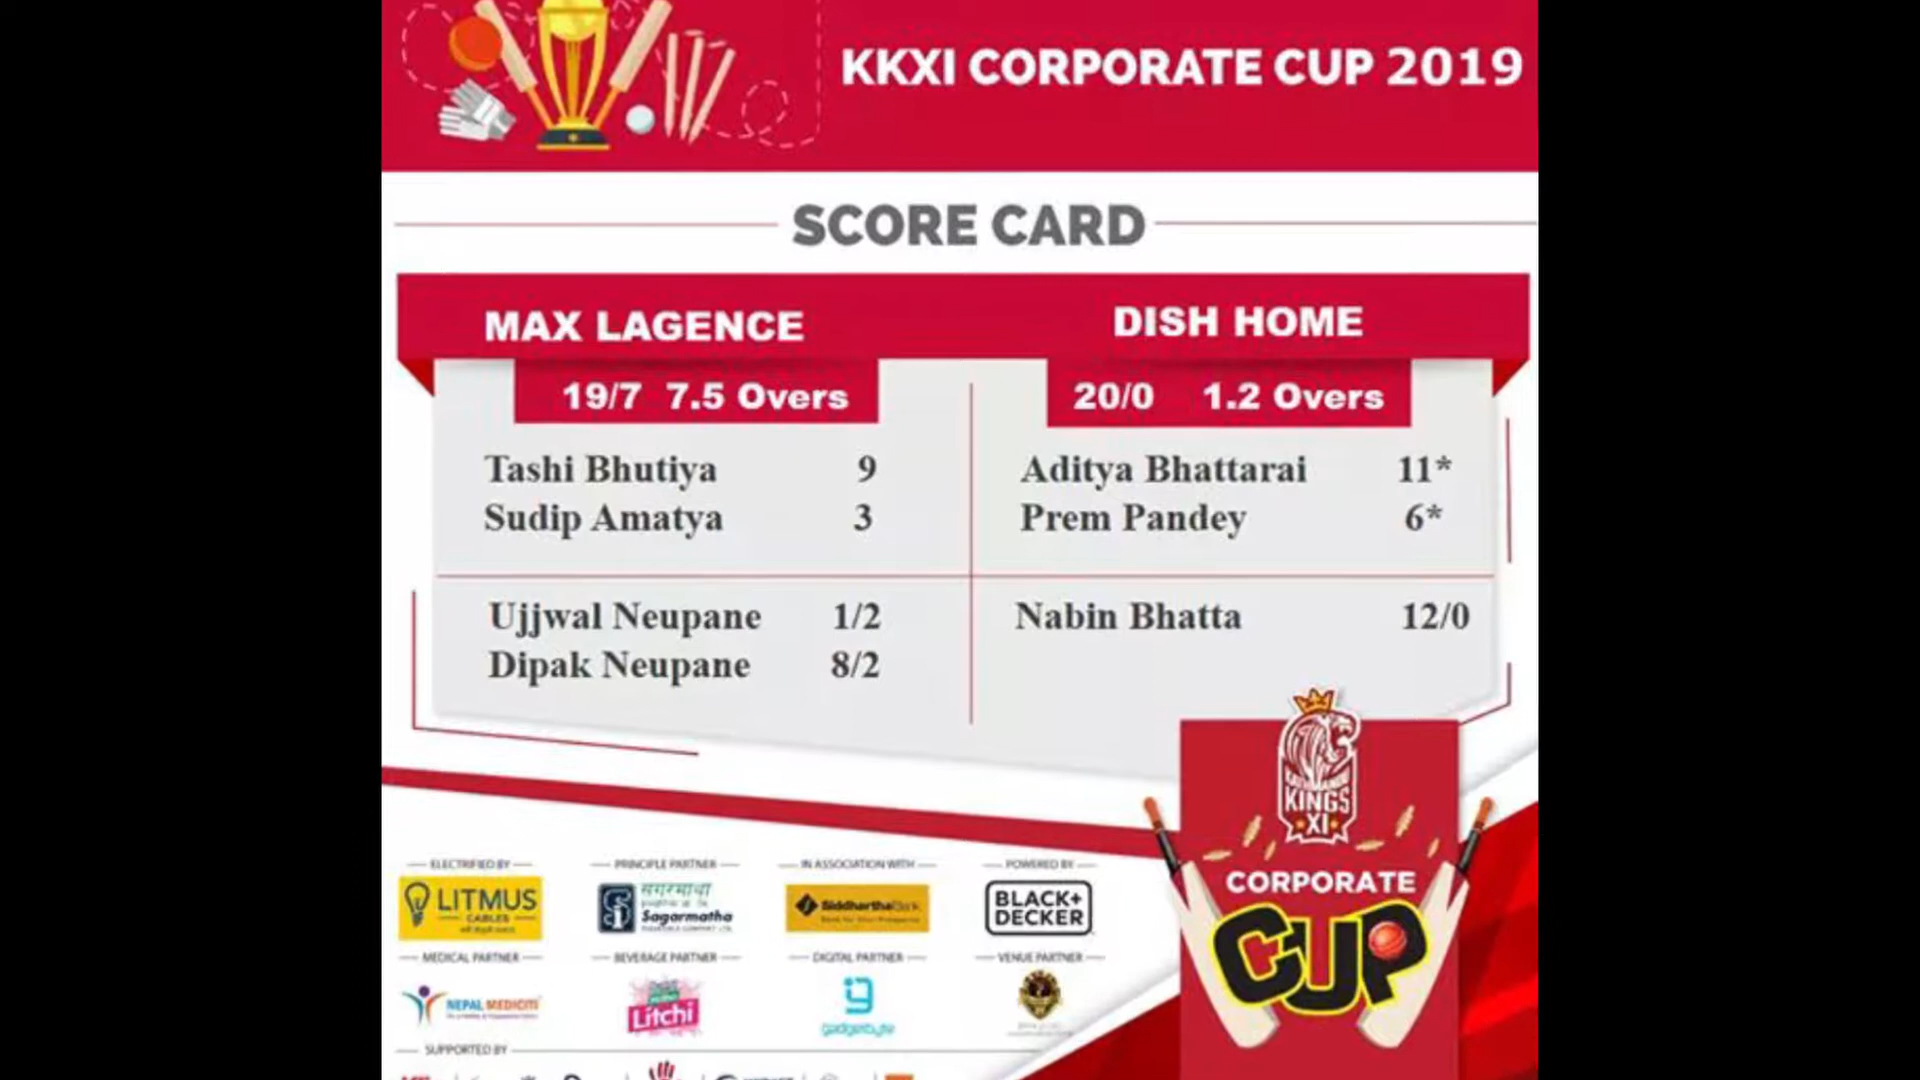 KKXI CORPORATE CUP 2019
SCORE CARD
MAX LAGENCE
DISH HOME
19/7 7.5 Overs
20/0 1.2 Overs
Tashi Bhutiya 9
Sudip Amatya 3
Aditya Bhattarai 11*
Prem Pandey 6*
Ujjwal Neupane 1/2
Dipak Neupane 8/2
Nabin Bhatta 12/0
KINGS
XI
CORPORATE
CUP
ELECTRIFIED BY
PRINCIPLE PARTNER
IN ASSOCIATION WITH
POWERED BY
LITMUS
CABLES
सगरमाथा
Sagarmatha
Siddhartha Bank
BLACK+
DECKER
MEDICAL PARTNER
BEVERAGE PARTNER
DIGITAL PARTNER
VENUE PARTNER
NEPAL MEDICITI
Litchi
gadgetbyte
SUPPORTED BY